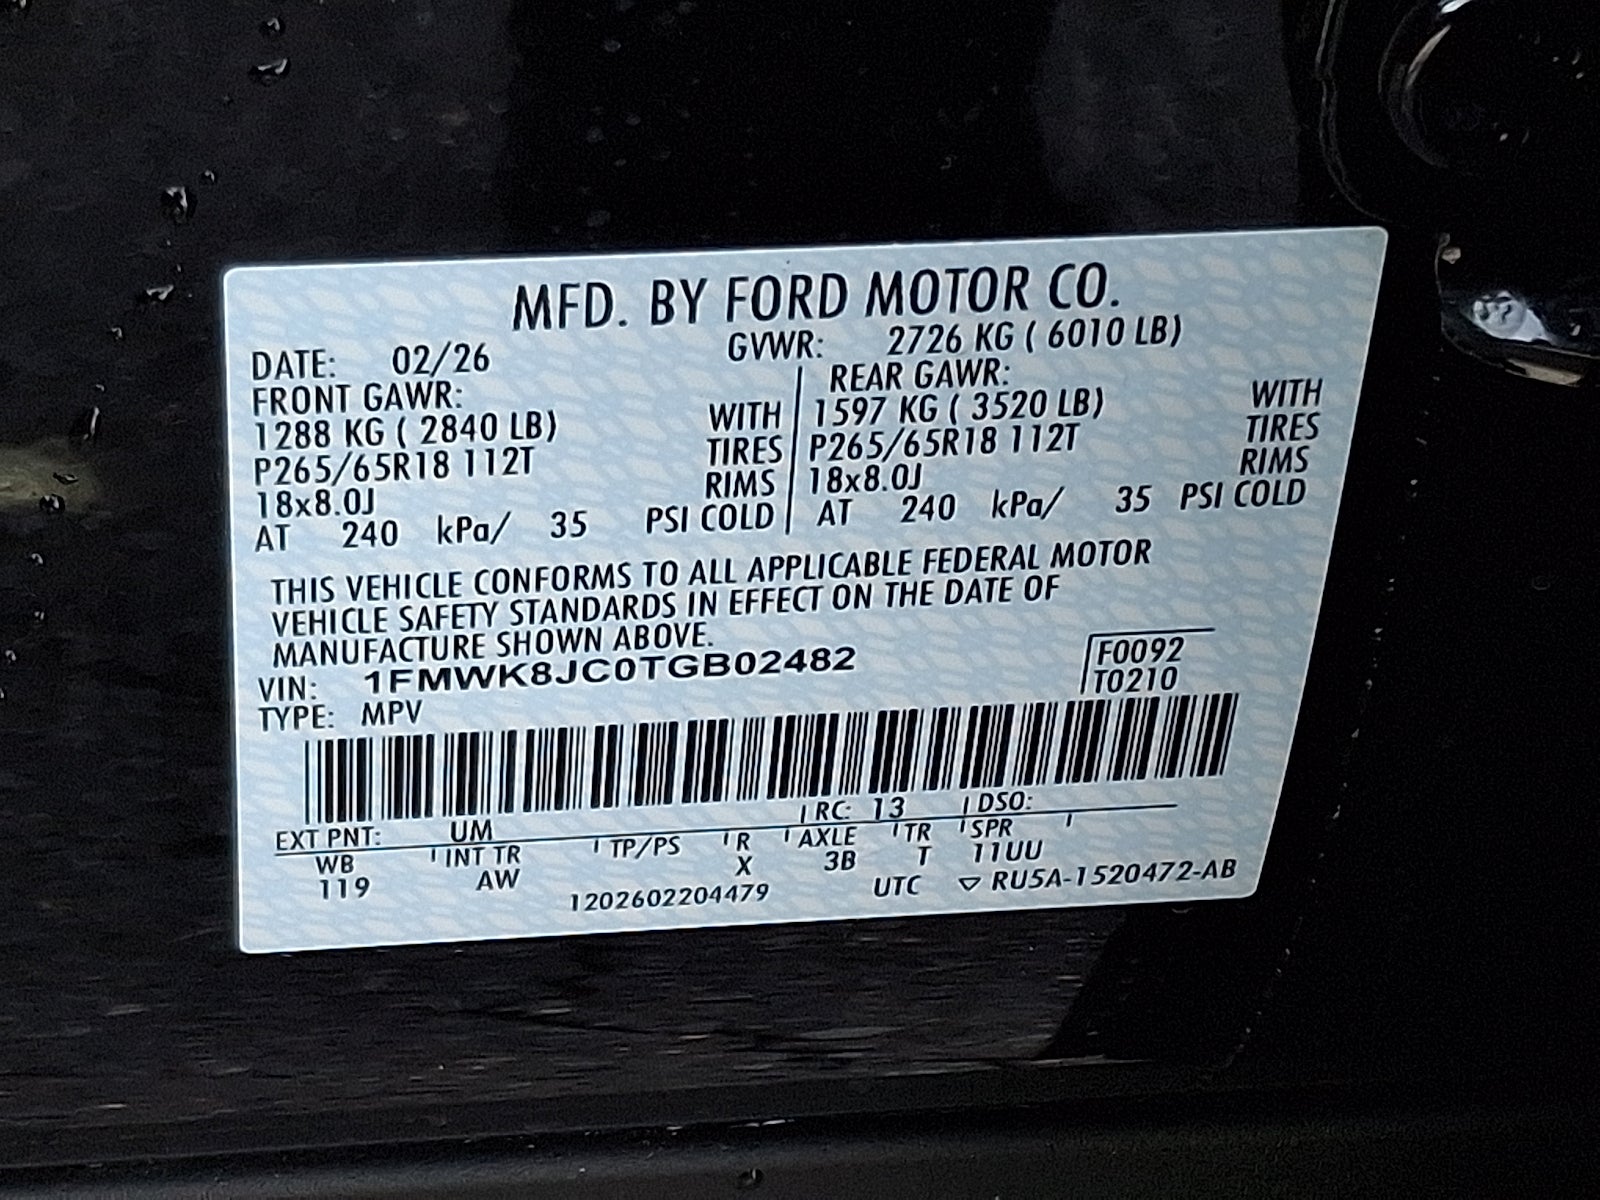 MFD. BY FORD MOTOR CO.
DATE: 02/26 GVWR: 2726 KG ( 6010 LB)
FRONT GAWR: REAR GAWR:
1288 KG ( 2840 LB) WITH 1597 KG ( 3520 LB) WITH
P265/65R18 112T TIRES P265/65R18 112T TIRES
18x8.0J RIMS 18x8.0J RIMS
AT 240 kPa/ 35 PSI COLD AT 240 kPa/ 35 PSI COLD
THIS VEHICLE CONFORMS TO ALL APPLICABLE FEDERAL MOTOR
VEHICLE SAFETY STANDARDS IN EFFECT ON THE DATE OF
MANUFACTURE SHOWN ABOVE.
VIN: 1FMWK8JC0TGB02482 F0092
TYPE: MPV T0210
EXT PNT: UM RC: 13 DSO:
WB INT TR TP/PS R AXLE TR SPR
119 AW X 3B T 11UU
1202602204479 UTC ▽ RU5A-1520472-AB